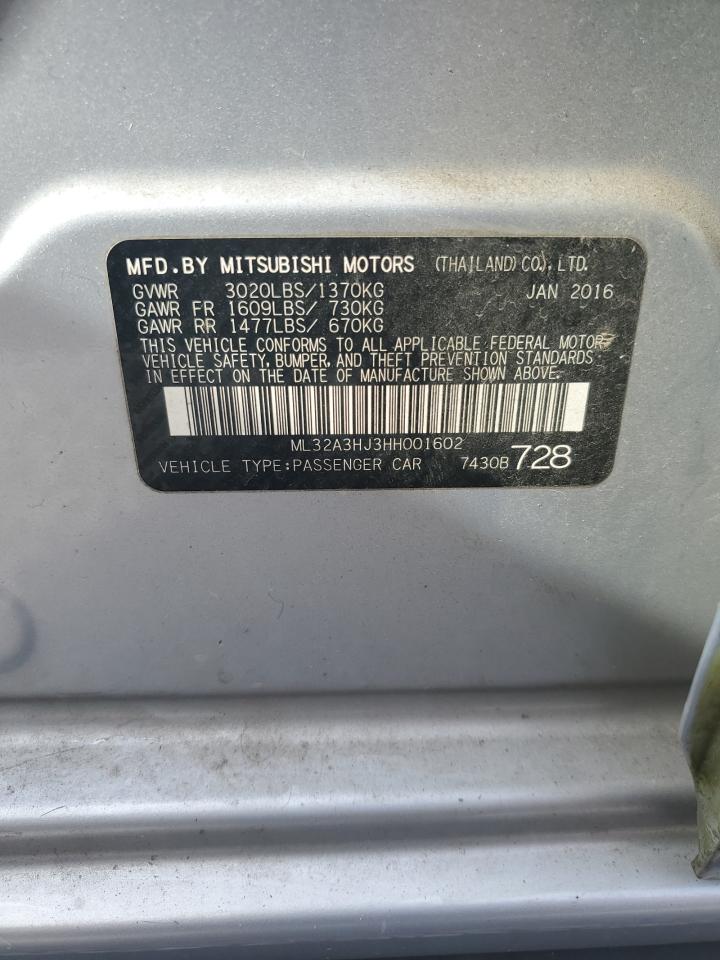 MFD.BY MITSUBISHI MOTORS (THAILAND) CO., LTD.
GVWR 3020LBS/1370KG JAN 2016
GAWR FR 1609LBS/ 730KG
GAWR RR 1477LBS/ 670KG
THIS VEHICLE CONFORMS TO ALL APPLICABLE FEDERAL MOTOR
VEHICLE SAFETY, BUMPER, AND THEFT PREVENTION STANDARDS
IN EFFECT ON THE DATE OF MANUFACTURE SHOWN ABOVE.
ML32A3HJ3HH001602
VEHICLE TYPE:PASSENGER CAR 7430B 728